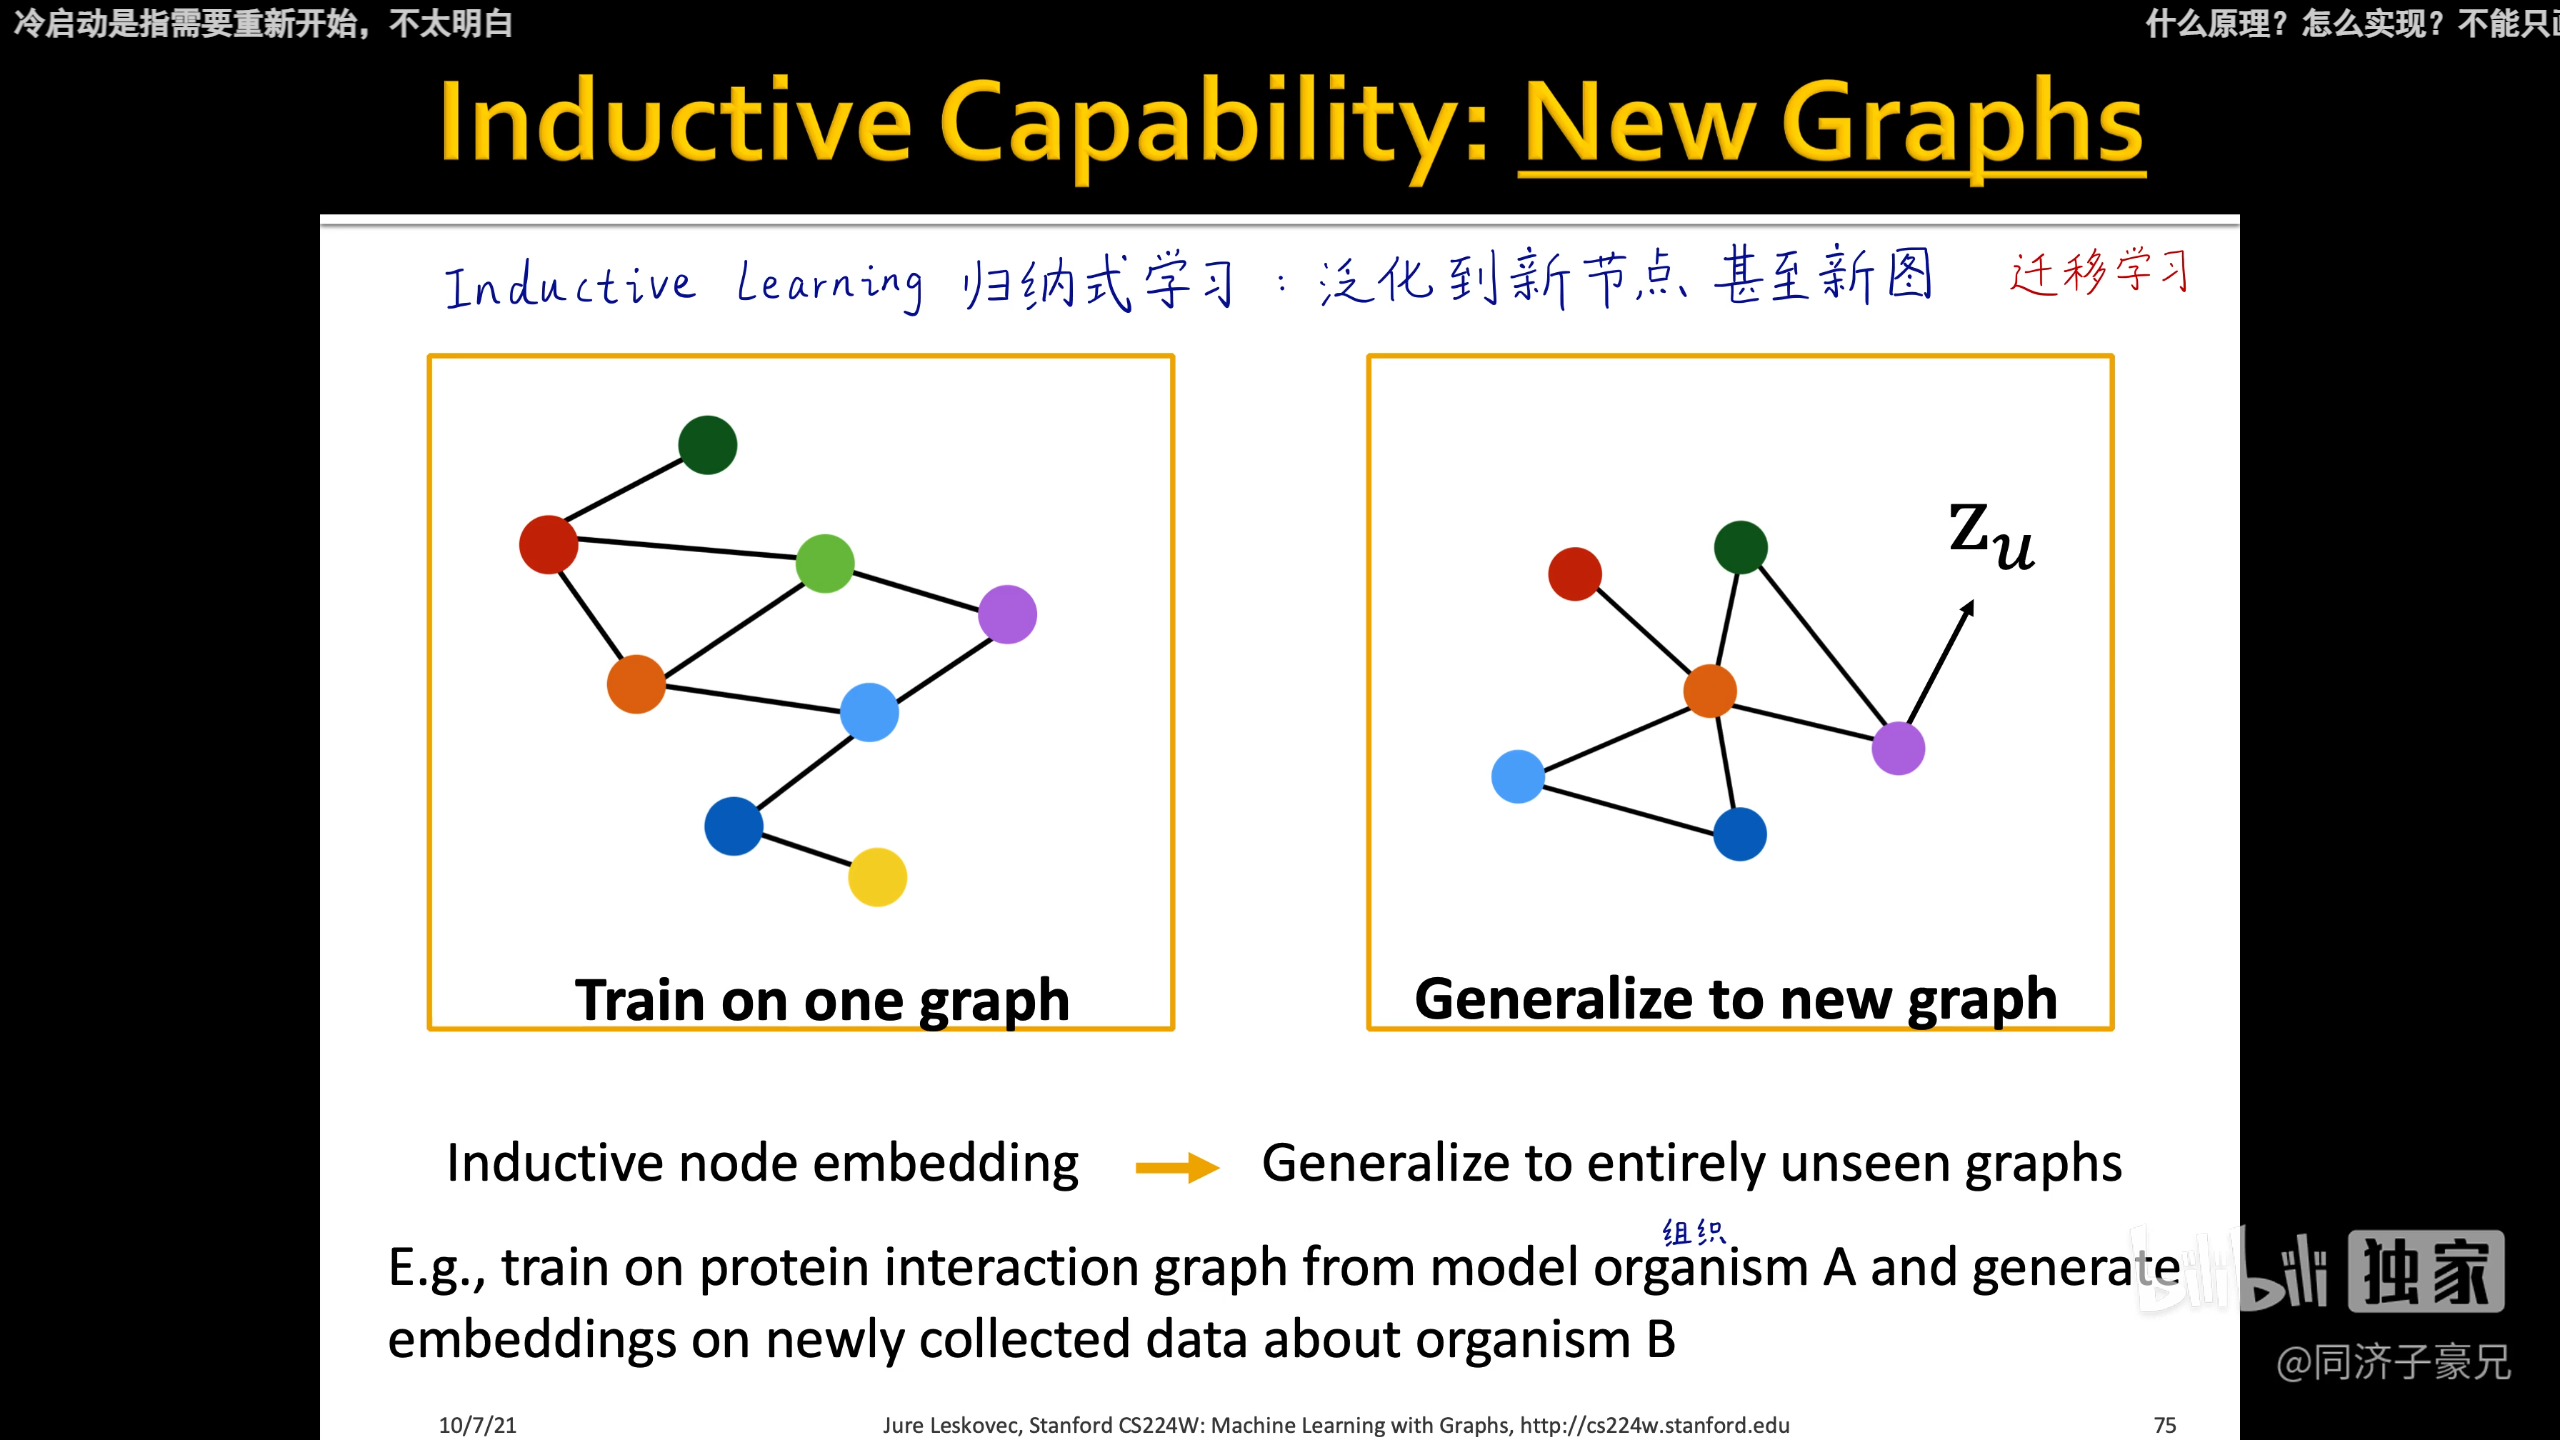 冷启动是指需要重新开始，不太明白
什么原理？怎么实现？不能只
Inductive Capability: New Graphs
Inductive Learning 归纳式学习：泛化到新节点 甚至新图 迁移学习
Z_u
Train on one graph
Generalize to new graph
Inductive node embedding
Generalize to entirely unseen graphs
组织
E.g., train on protein interaction graph from model organism A and generate
embeddings on newly collected data about organism B
bilibili 独家
@同济子豪兄
10/7/21
Jure Leskovec, Stanford CS224W: Machine Learning with Graphs, http://cs224w.stanford.edu
75